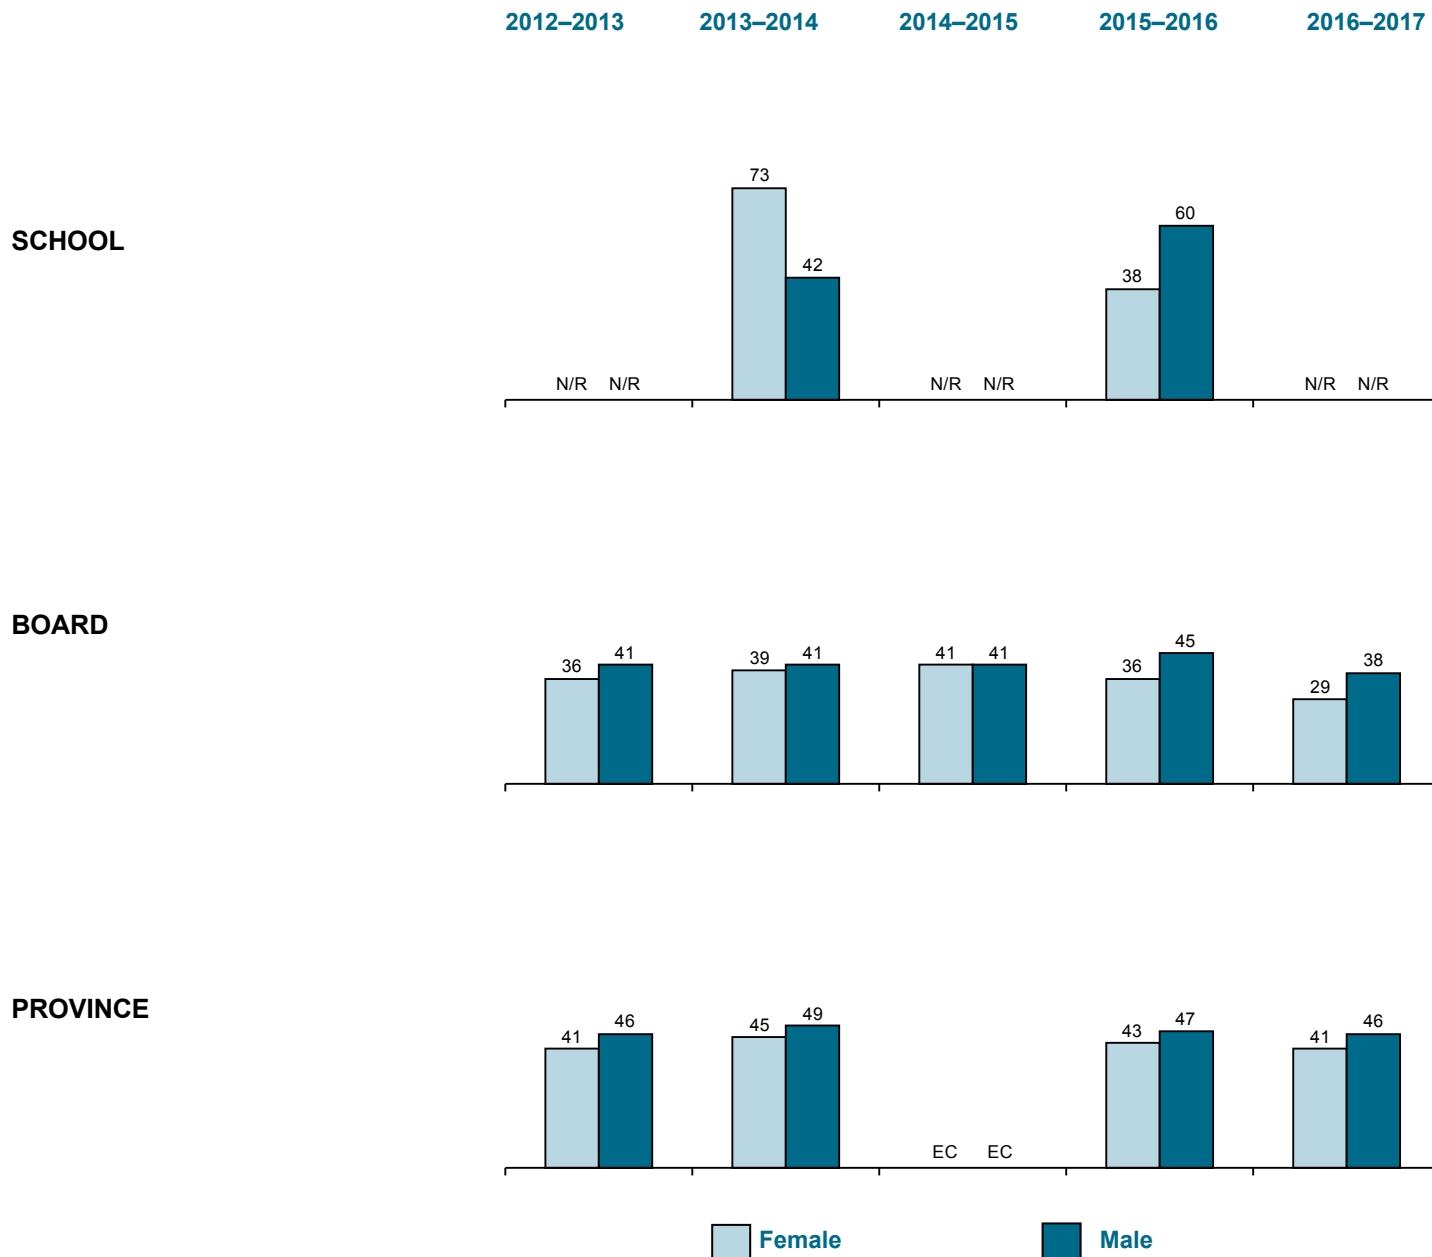 2012–2013 2013–2014 2014–2015 2015–2016 2016–2017
SCHOOL
N/R N/R 73 42 N/R N/R 38 60 N/R N/R
BOARD
36 41 39 41 41 41 36 45 29 38
PROVINCE
41 46 45 49 EC EC 43 47 41 46
Female Male